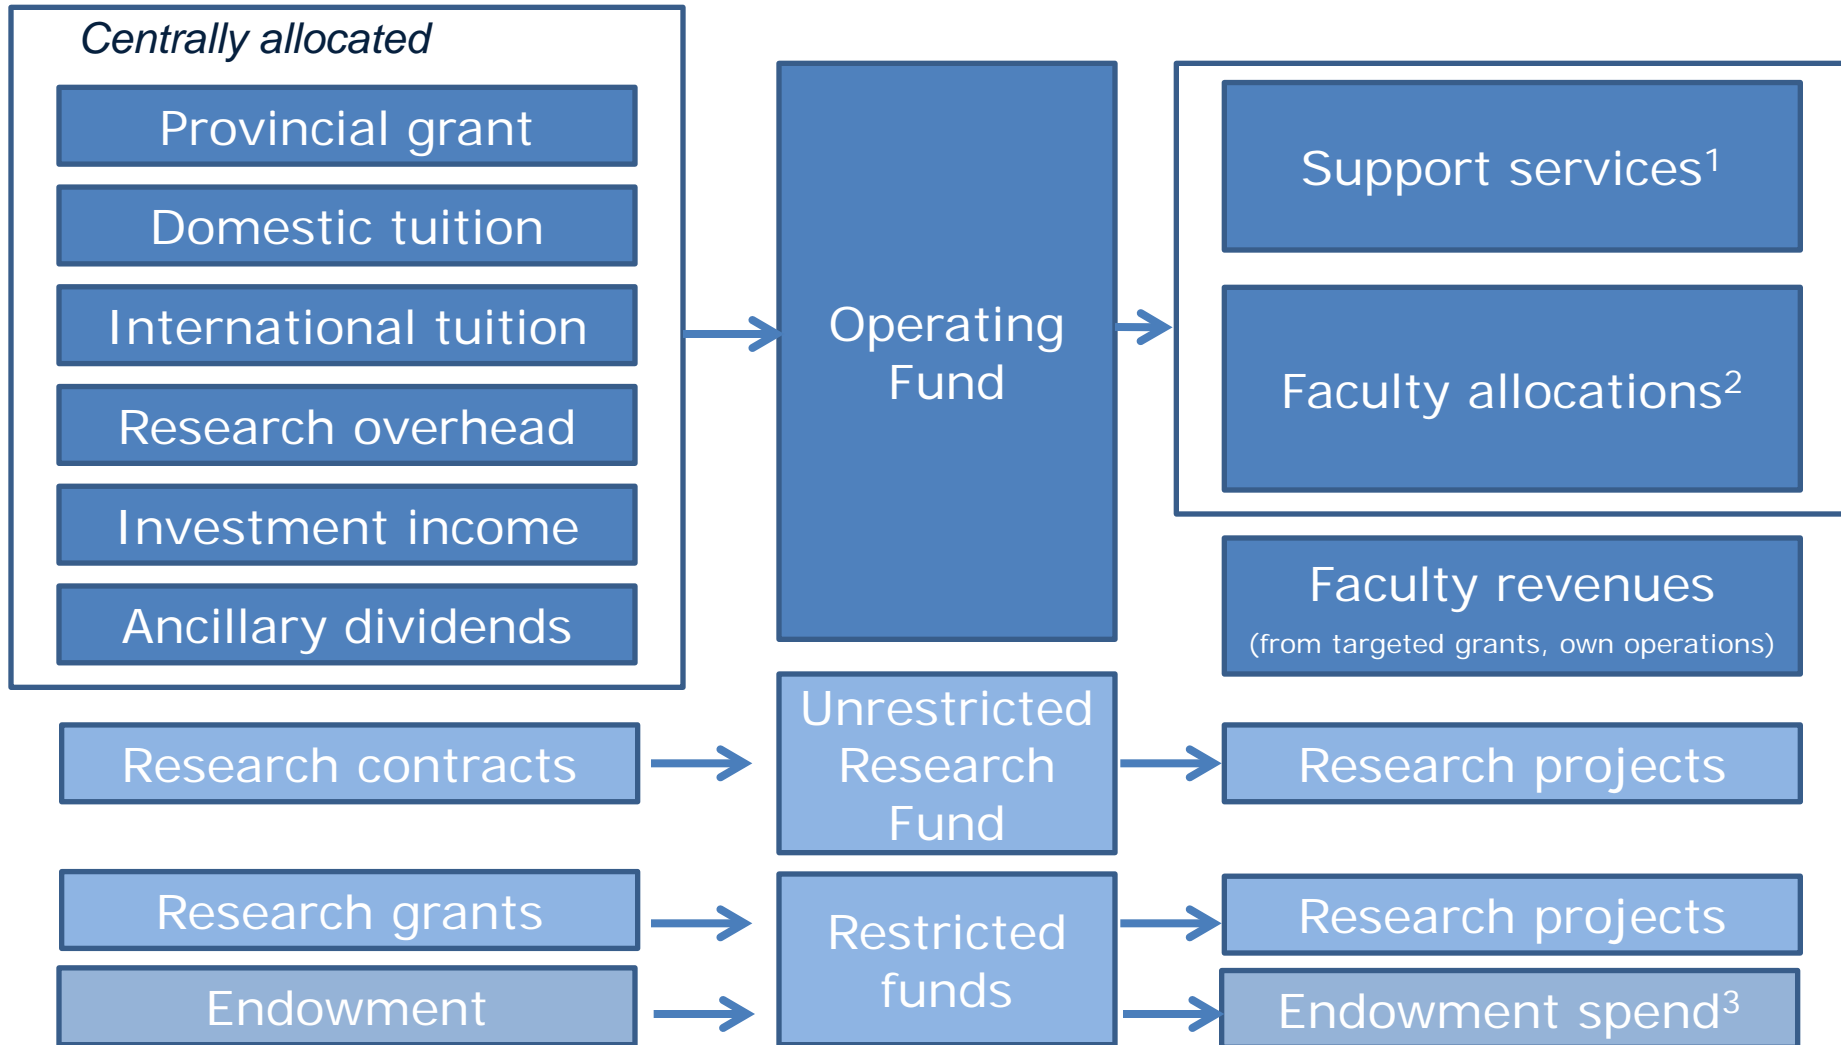 Centrally allocated
Provincial grant
Domestic tuition
International tuition
Research overhead
Investment income
Ancillary dividends
Operating
Fund
Support services¹
Faculty allocations²
Faculty revenues
(from targeted grants, own operations)
Research contracts
Unrestricted
Research
Fund
Research projects
Research grants
Endowment
Restricted
funds
Research projects
Endowment spend³